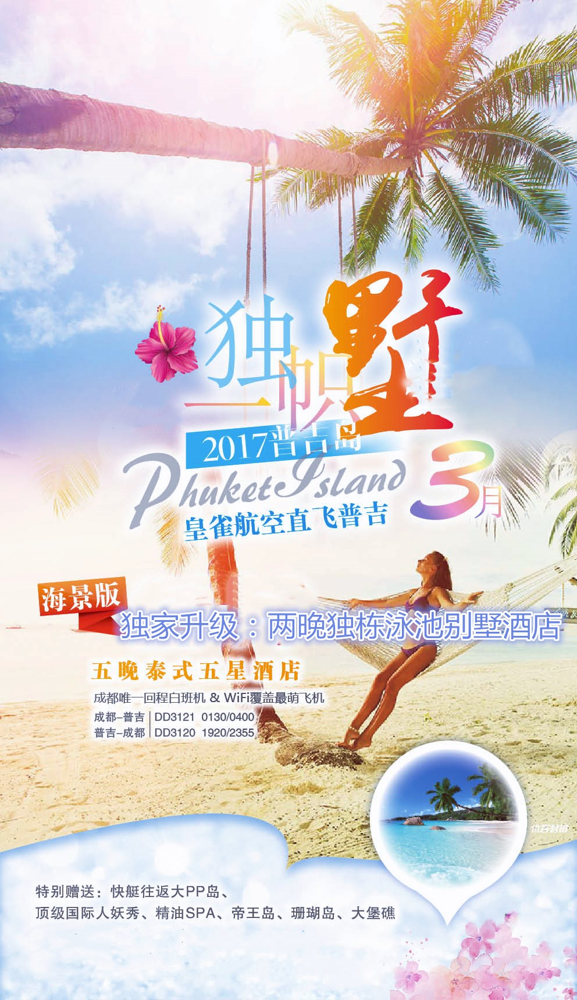 独墅
一帜
2017普吉岛
Phuket Island
3月
皇雀航空直飞普吉
海景版
独家升级：两晚独栋泳池别墅酒店
五晚泰式五星酒店
成都唯一回程白班机 & WiFi覆盖最萌飞机
成都-普吉 DD3121 0130/0400
普吉-成都 DD3120 1920/2355
特别赠送：快艇往返大PP岛、
顶级国际人妖秀、精油SPA、帝王岛、珊瑚岛、大堡礁